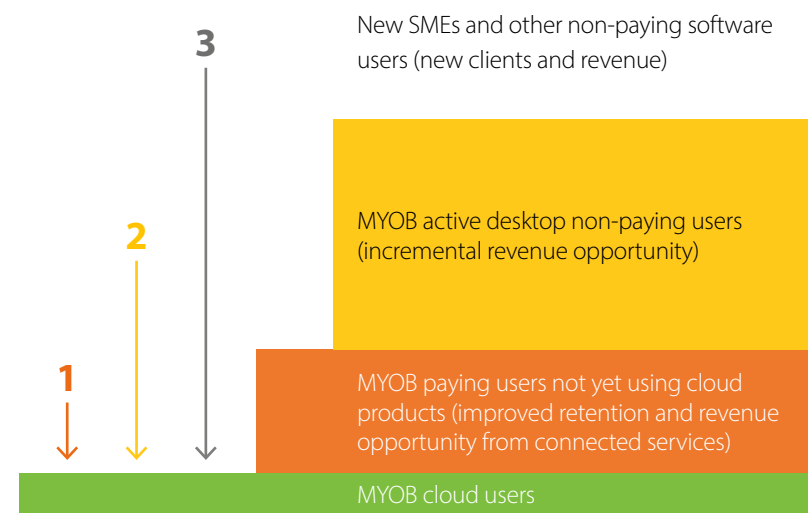 3
New SMEs and other non-paying software
users (new clients and revenue)
2
MYOB active desktop non-paying users
(incremental revenue opportunity)
1
MYOB paying users not yet using cloud
products (improved retention and revenue
opportunity from connected services)
MYOB cloud users